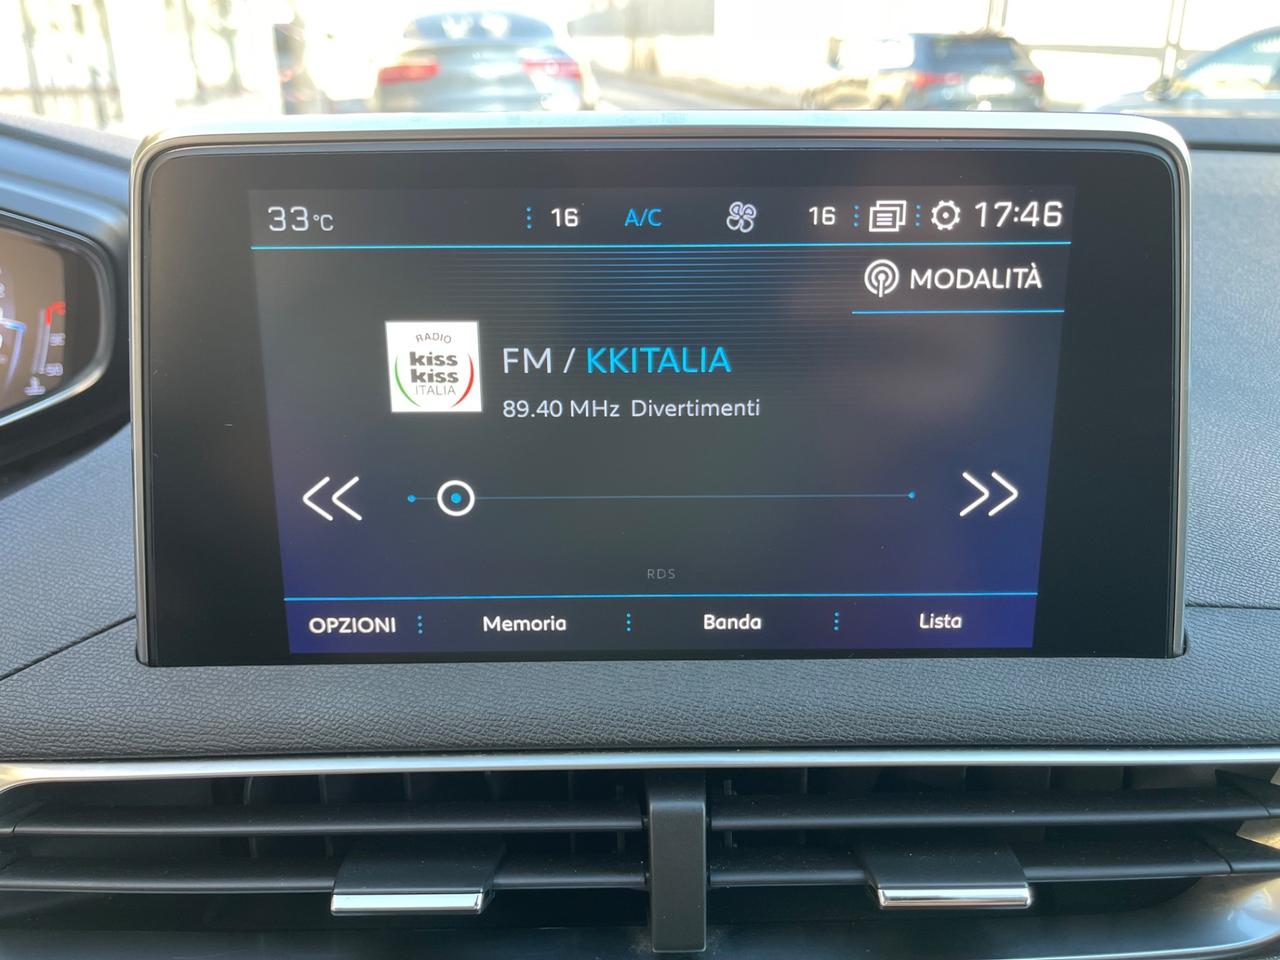 33°C 16 A/C 16 17:46
MODALITÀ
RADIO
kiss
kiss
ITALIA
FM / KKITALIA
89.40 MHz Divertimenti
RDS
OPZIONI Memoria Banda Lista